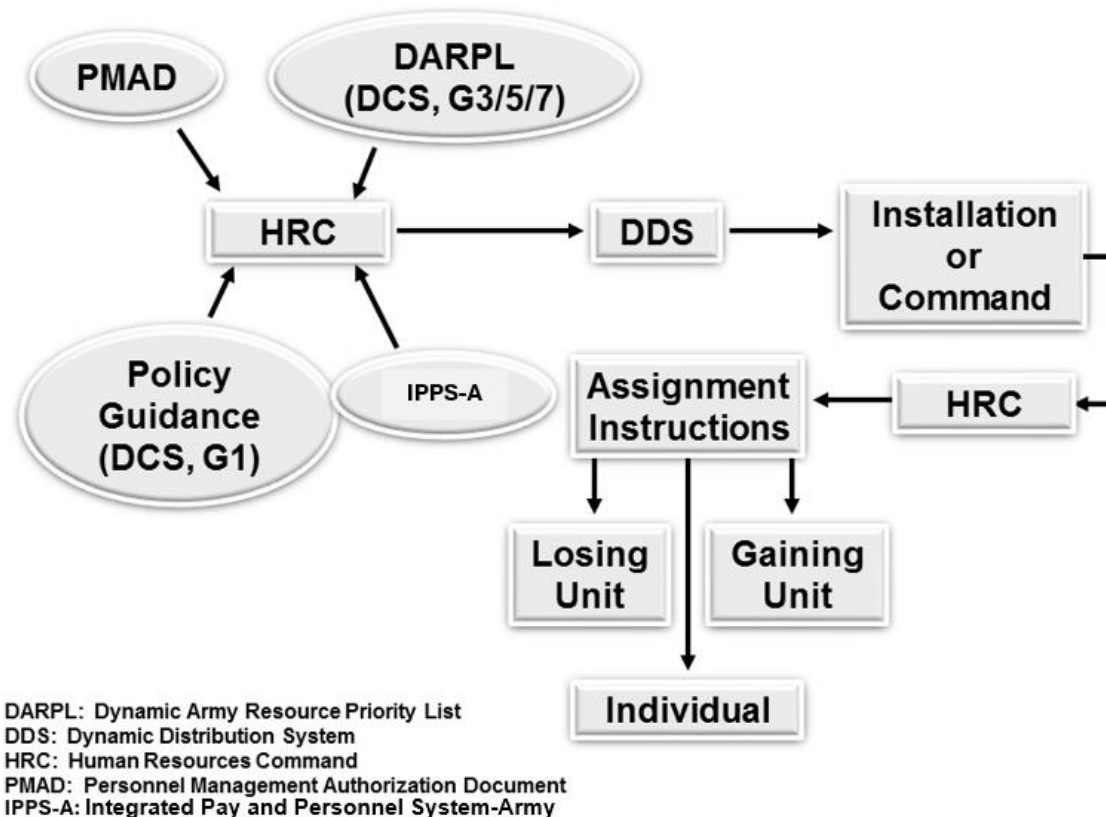 PMAD
DARPL
(DCS, G3/5/7)
HRC
DDS
Installation
or
Command
Policy
Guidance
(DCS, G1)
IPPS-A
Assignment
Instructions
HRC
Losing
Unit
Gaining
Unit
Individual
DARPL: Dynamic Army Resource Priority List
DDS: Dynamic Distribution System
HRC: Human Resources Command
PMAD: Personnel Management Authorization Document
IPPS-A: Integrated Pay and Personnel System-Army